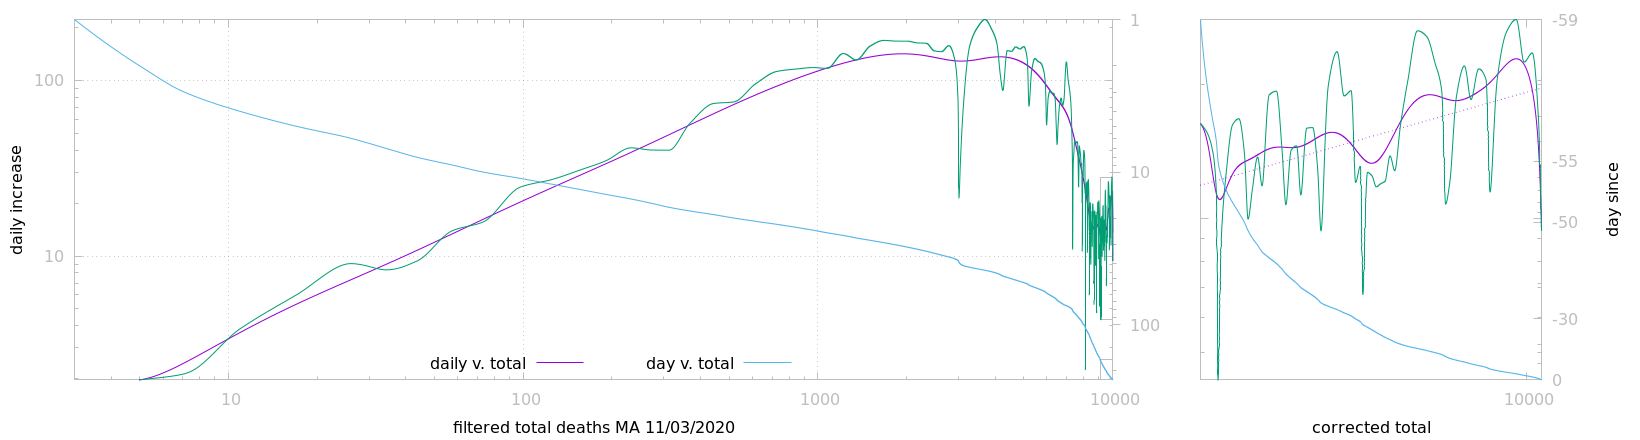 daily increase
100
10
10
100
1000
10000
1
10
100
daily v. total
day v. total
filtered total deaths MA 11/03/2020
-59
-55
-50
-30
0
day since
10000
corrected total